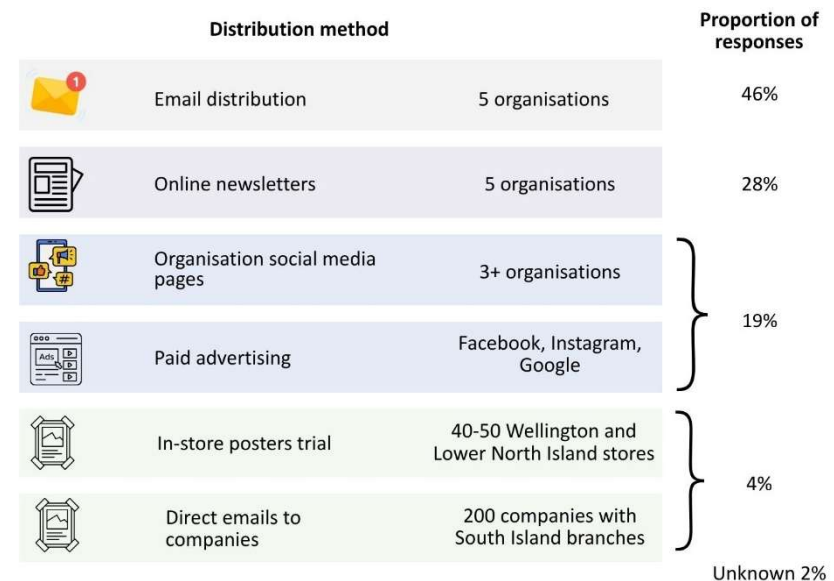 Distribution method
Proportion of
responses
1
Email distribution
5 organisations
46%
Online newsletters
5 organisations
28%
Organisation social media
pages
3+ organisations
#
Ads
Paid advertising
Facebook, Instagram,
Google
19%
In-store posters trial
40-50 Wellington and
Lower North Island stores
Direct emails to
companies
200 companies with
South Island branches
4%
Unknown 2%